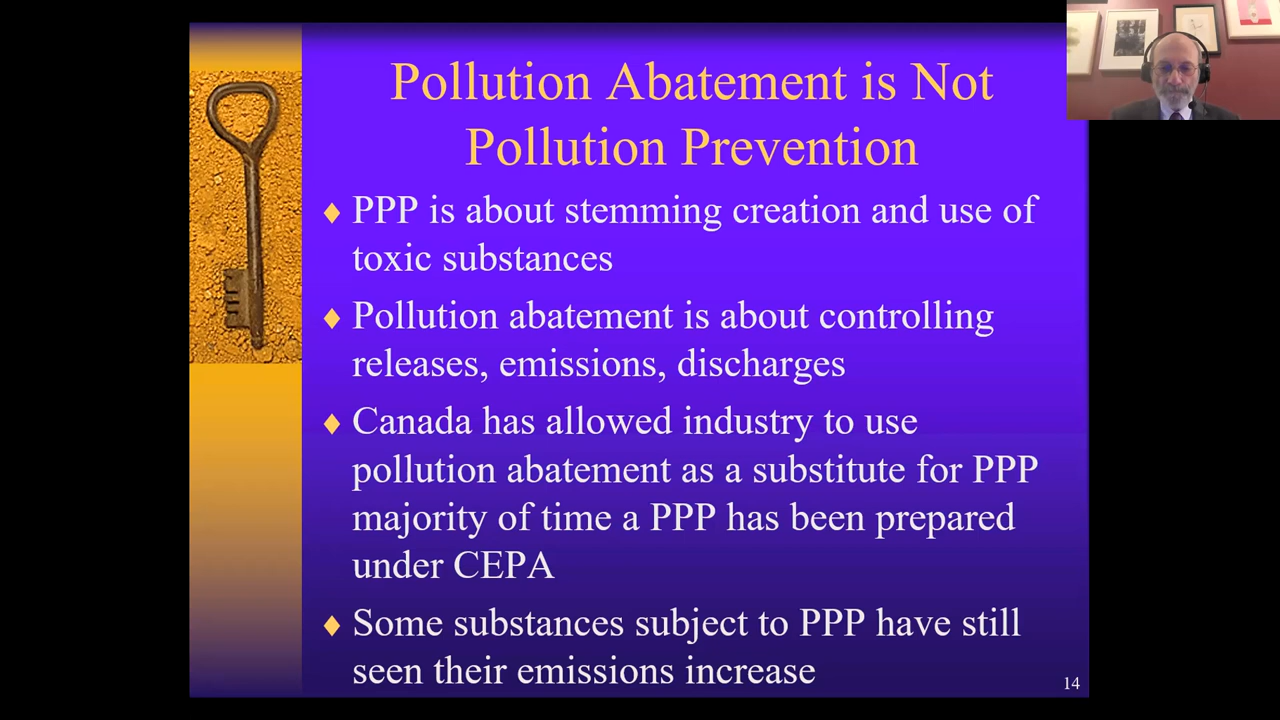 Pollution Abatement is Not
Pollution Prevention
PPP is about stemming creation and use of
toxic substances
Pollution abatement is about controlling
releases, emissions, discharges
Canada has allowed industry to use
pollution abatement as a substitute for PPP
majority of time a PPP has been prepared
under CEPA
Some substances subject to PPP have still
seen their emissions increase
14